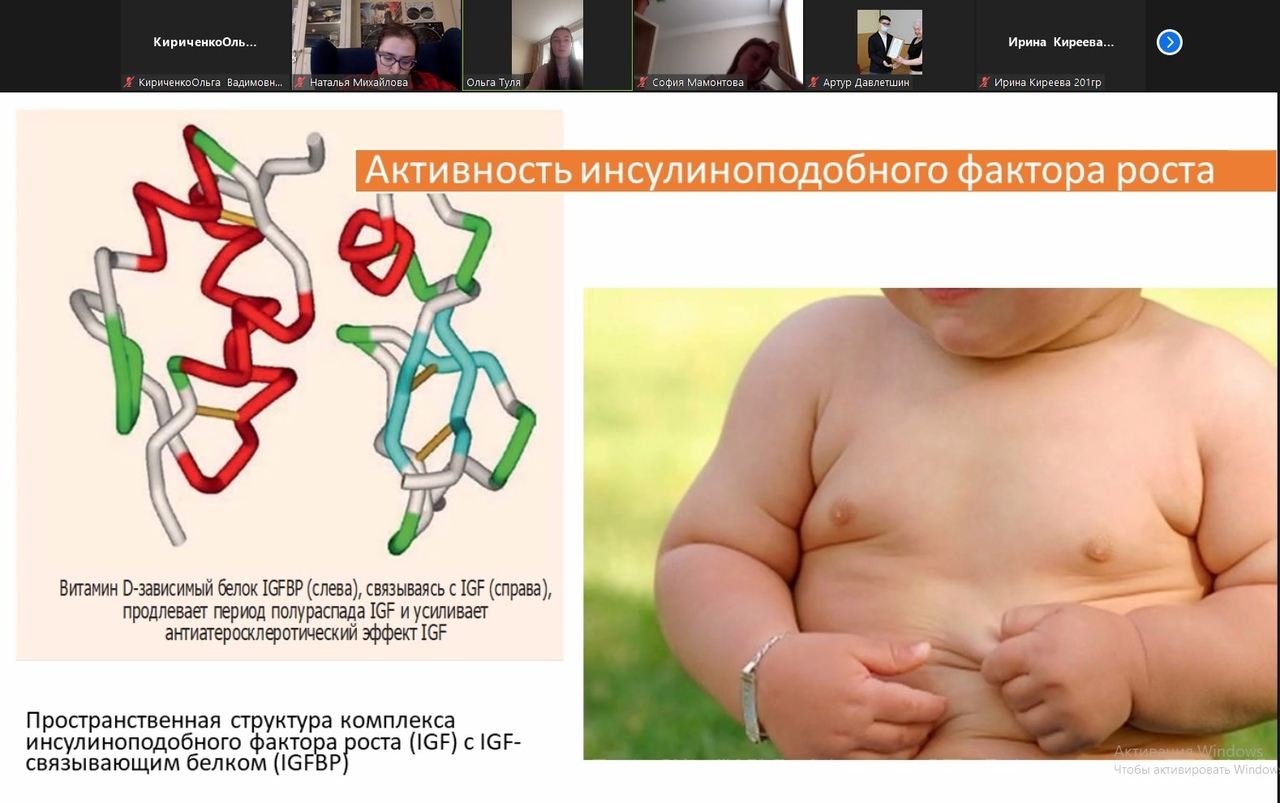 КириченкоОль...
Ирина Киреева...
КириченкоОльга Вадимовн...
Наталья Михайлова
Ольга Туля
София Мамонтова
Артур Давлетшин
Ирина Киреева 201гр
Активность инсулиноподобного фактора роста
Витамин D-зависимый белок IGFBP (слева), связываясь с IGF (справа),
продлевает период полураспада IGF и усиливает
антиатеросклеротический эффект IGF
Пространственная структура комплекса
инсулиноподобного фактора роста (IGF) с IGF-
связывающим белком (IGFBP)
Активация Windows
Чтобы активировать Window